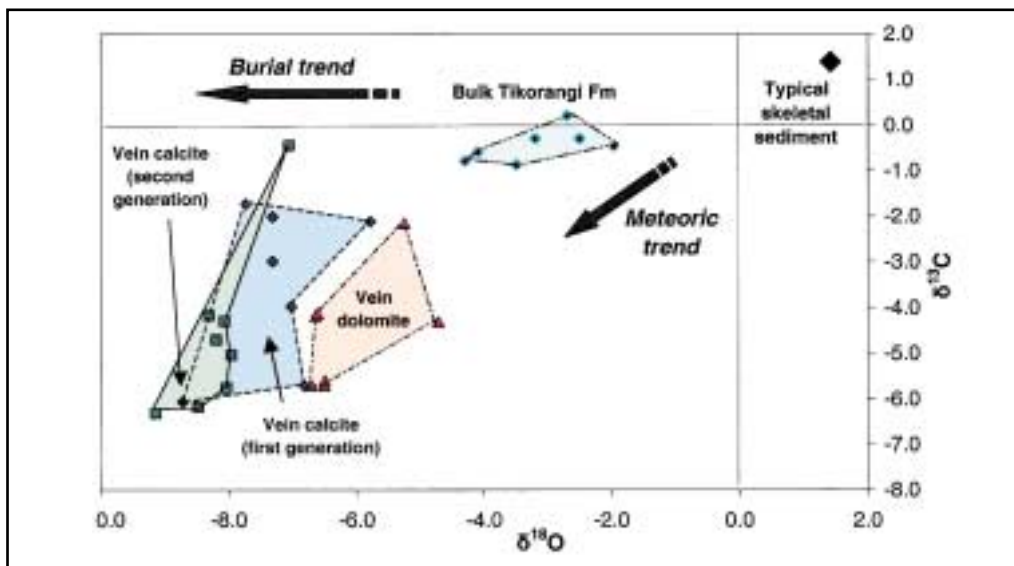 Burial trend
Bulk Tikorangi Fm
Typical
skeletal
sediment
Vein calcite
(second
generation)
Meteoric
trend
Vein
dolomite
Vein calcite
(first generation)
2.0
1.0
0.0
-1.0
-2.0
-3.0
-4.0
-5.0
-6.0
-7.0
-8.0
δ13C
0.0 -8.0 -6.0 -4.0 -2.0 0.0 2.0
δ18O